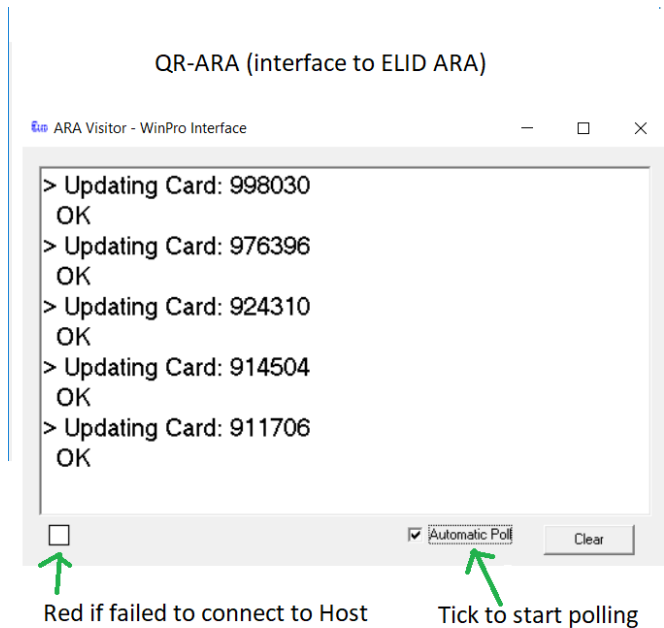 QR-ARA (interface to ELID ARA)
ELID ARA Visitor - WinPro Interface
> Updating Card: 998030
OK
> Updating Card: 976396
OK
> Updating Card: 924310
OK
> Updating Card: 914504
OK
> Updating Card: 911706
OK
Automatic Poll Clear
Red if failed to connect to Host Tick to start polling